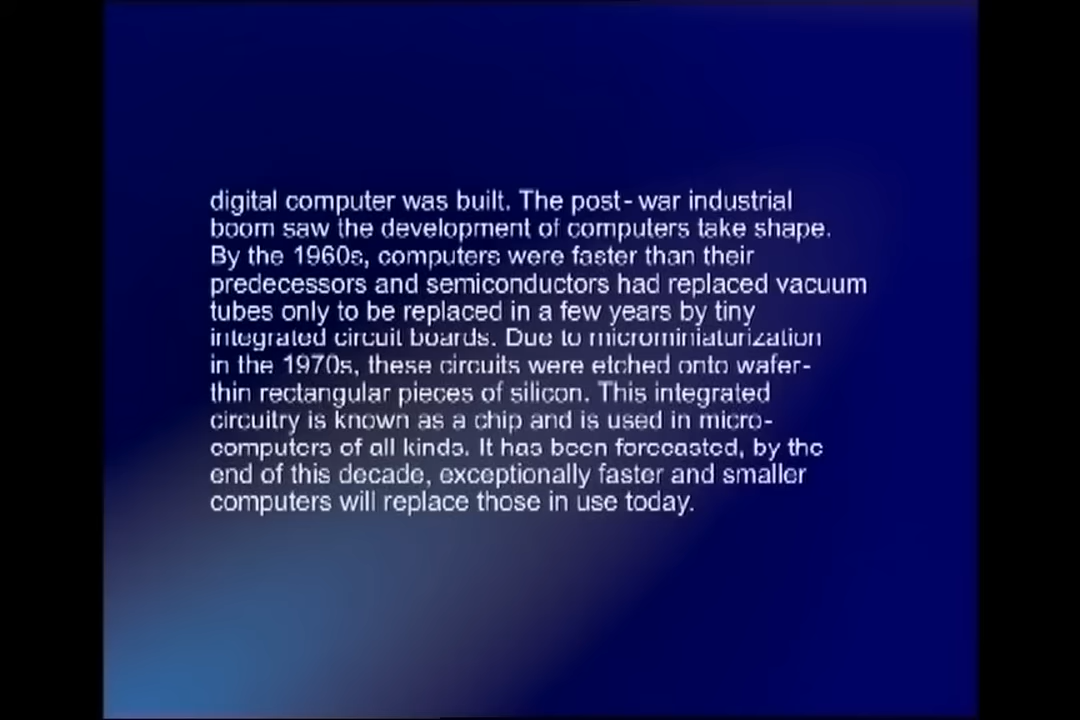 digital computer was built. The post-war industrial
boom saw the development of computers take shape.
By the 1960s, computers were faster than their
predecessors and semiconductors had replaced vacuum
tubes only to be replaced in a few years by tiny
integrated circuit boards. Due to microminiaturization
in the 1970s, these circuits were etched onto wafer-
thin rectangular pieces of silicon. This integrated
circuitry is known as a chip and is used in micro-
computers of all kinds. It has been forecasted, by the
end of this decade, exceptionally faster and smaller
computers will replace those in use today.